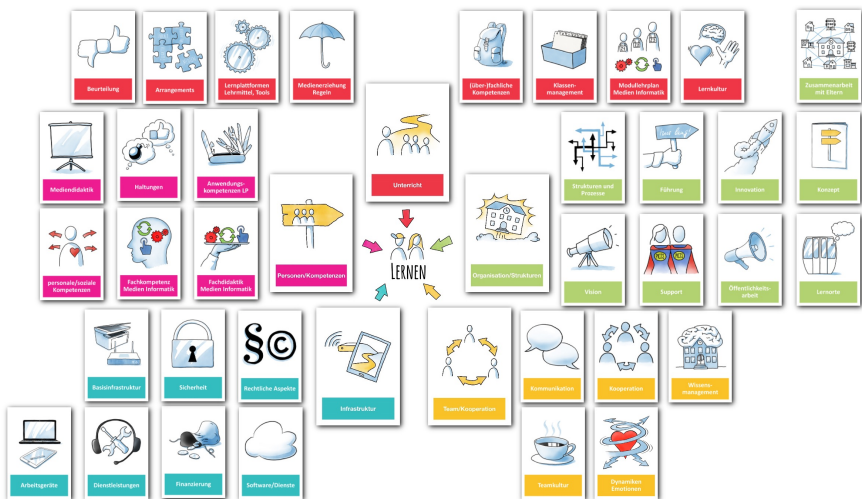 Beurteilung
Arrangements
Lernplattformen
Lehrmittel, Tools
Medienerziehung
Regeln
(über-)fachliche
Kompetenzen
Klassen-
management
Modullehrplan
Medien Informatik
Lernkultur
Zusammenarbeit
mit Eltern
Mediendidaktik
Haltungen
Anwendungs-
kompetenzen LP
Unterricht
Strukturen und
Prozesse
Führung
Innovation
Konzept
personale/soziale
Kompetenzen
Fachkompetenz
Medien Informatik
Fachdidaktik
Medien Informatik
Personen/Kompetenzen
LERNEN
Organisation/Strukturen
Vision
Support
Öffentlichkeits-
arbeit
Lernorte
Basisinfrastruktur
Sicherheit
§©
Rechtliche Aspekte
Infrastruktur
Team/Kooperation
Kommunikation
Kooperation
Wissens-
management
Arbeitsgeräte
Dienstleistungen
Finanzierung
Software/Dienste
Teamkultur
Dynamiken
Emotionen